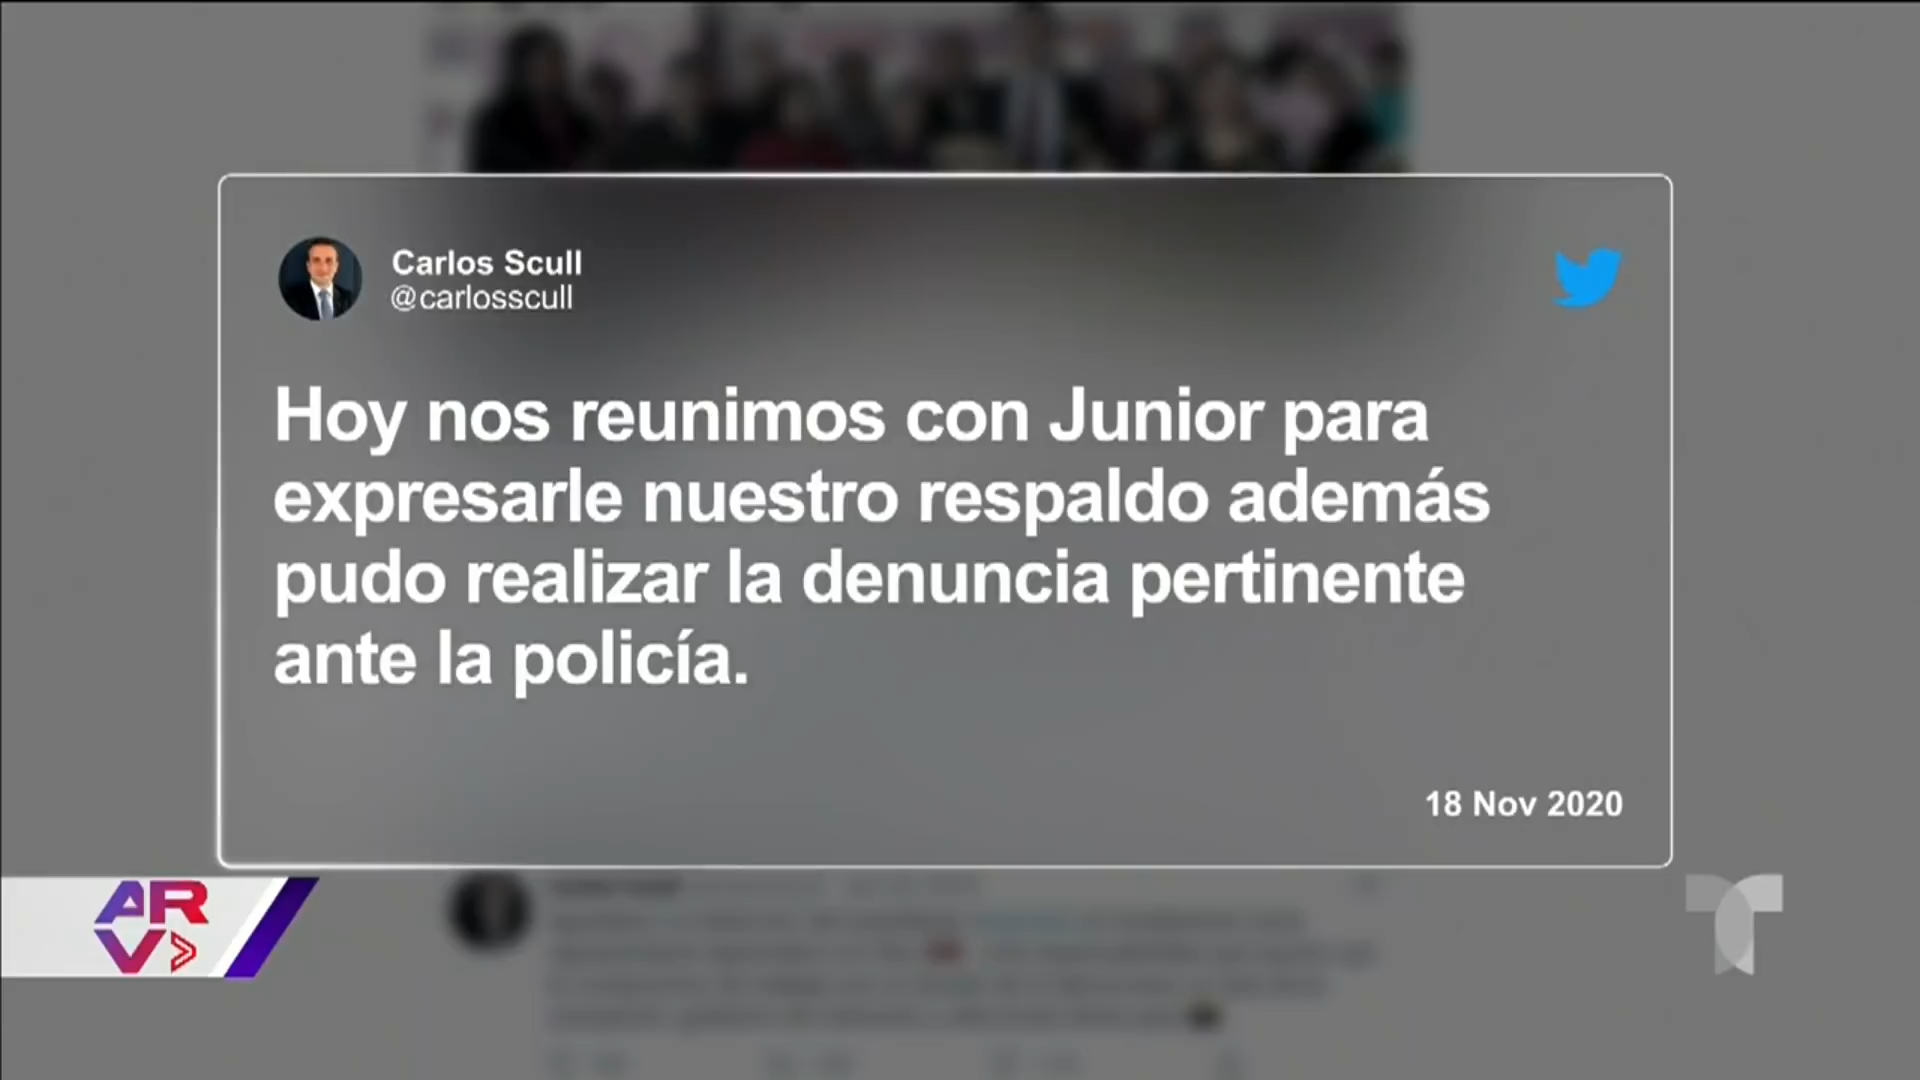 Carlos Scull
@carlosscull
Hoy nos reunimos con Junior para
expresarle nuestro respaldo además
pudo realizar la denuncia pertinente
ante la policía.
18 Nov 2020
ARV
T